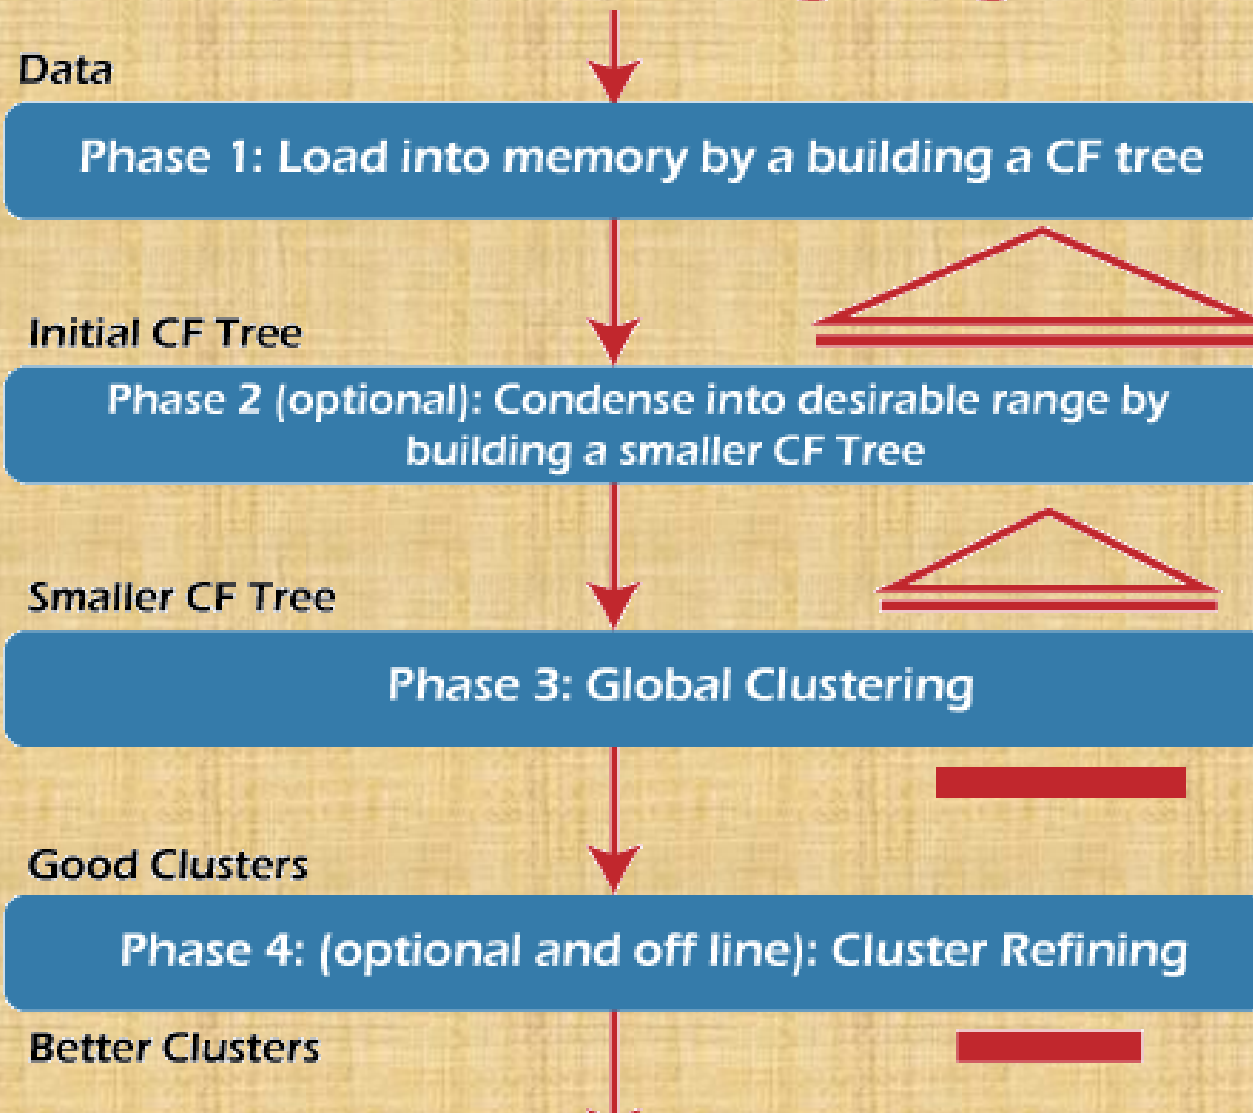 Data
Phase 1: Load into memory by a building a CF tree
Initial CF Tree
Phase 2 (optional): Condense into desirable range by
building a smaller CF Tree
Smaller CF Tree
Phase 3: Global Clustering
Good Clusters
Phase 4: (optional and off line): Cluster Refining
Better Clusters